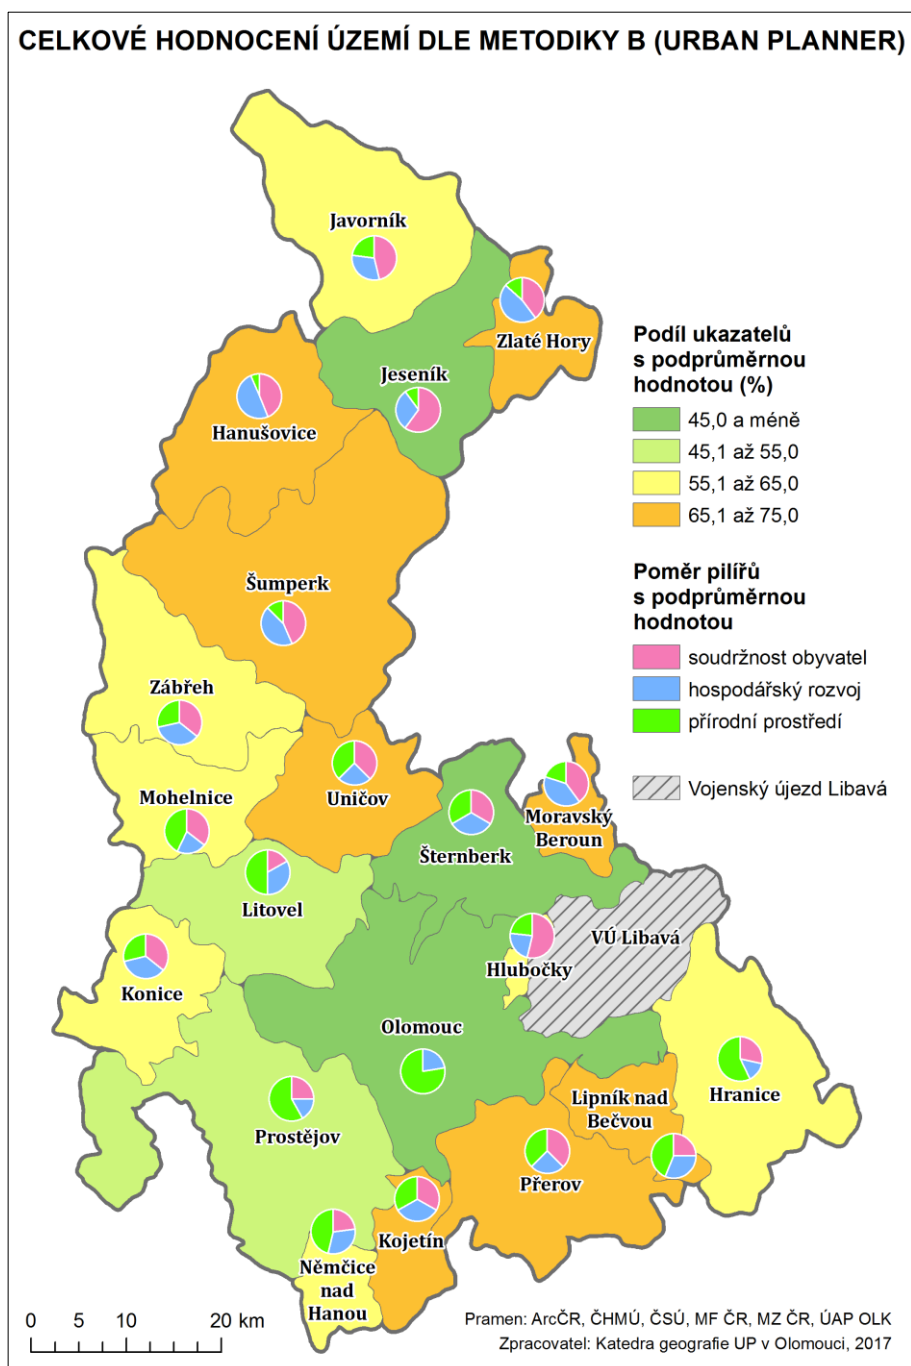 CELKOVÉ HODNOCENÍ ÚZEMÍ DLE METODIKY B (URBAN PLANNER)
Javorník
Zlaté Hory
Jeseník
Hanušovice
Šumperk
Zábřeh
Uničov
Mohelnice
Moravský
Beroun
Šternberk
Litovel
VÚ Libavá
Hlubočky
Konice
Olomouc
Hranice
Lipník nad
Bečvou
Prostějov
Přerov
Kojetín
Němčice
nad
Hanou
Podíl ukazatelů
s podprůměrnou
hodnotou (%)
45,0 a méně
45,1 až 55,0
55,1 až 65,0
65,1 až 75,0
Poměr pilířů
s podprůměrnou
hodnotou
soudržnost obyvatel
hospodářský rozvoj
přírodní prostředí
Vojenský újezd Libavá
0 5 10 20 km
Pramen: ArcČR, ČHMÚ, ČSÚ, MF ČR, MZ ČR, ÚAP OLK
Zpracovatel: Katedra geografie UP v Olomouci, 2017